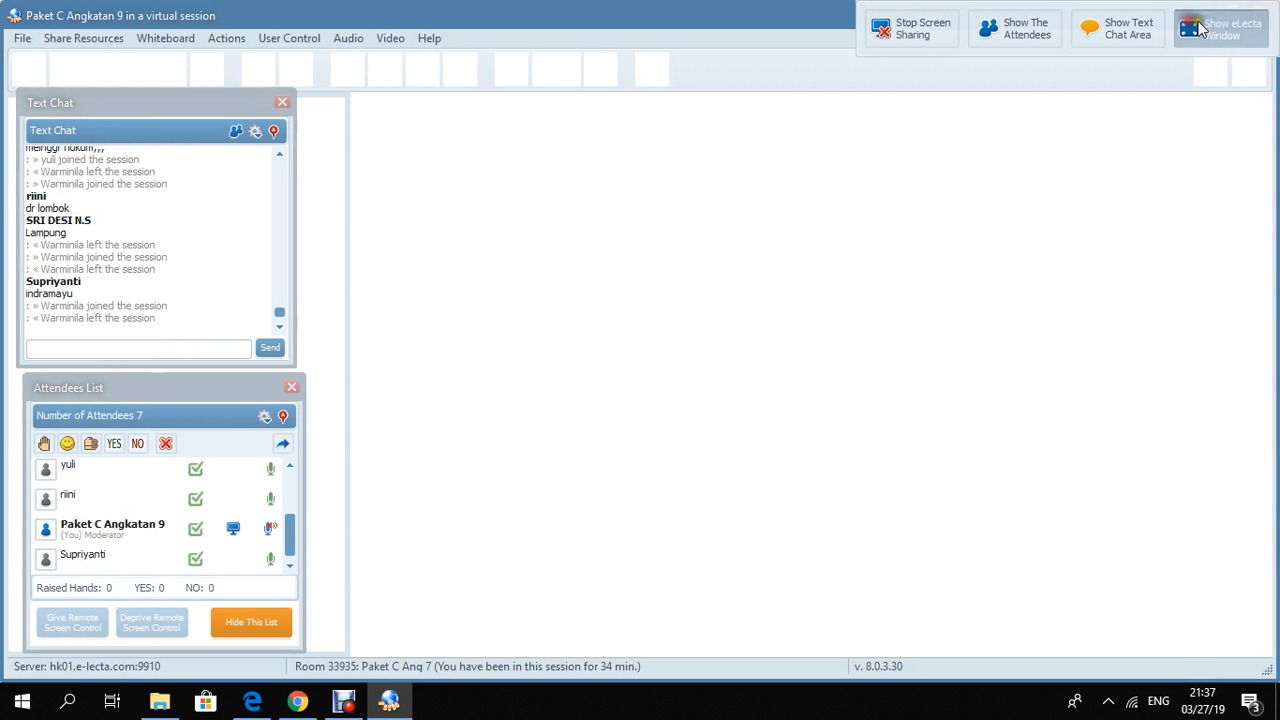 Paket C Angkatan 9 in a virtual session
Stop Screen
Sharing
Show The
Attendees
Show Text
Chat Area
Show eLecta
Window
File Share Resources Whiteboard Actions User Control Audio Video Help
Text Chat
Text Chat
: » yuli joined the session
: « Warminila left the session
: » Warminila joined the session
riini
dr lombok
SRI DESI N.S
Lampung
: « Warminila left the session
: » Warminila joined the session
: « Warminila left the session
Supriyanti
indramayu
: » Warminila joined the session
: « Warminila left the session
Send
Attendees List
Number of Attendees 7
YES NO
yuli
riini
Paket C Angkatan 9
(You) Moderator
Supriyanti
Raised Hands: 0 YES: 0 NO: 0
Give Remote
Screen Control
Deprive Remote
Screen Control
Hide This List
Server: hk01.e-lecta.com:9910 Room 33935: Paket C Ang 7 (You have been in this session for 34 min.) v. 8.0.3.30
ENG
21:37
03/27/19
3